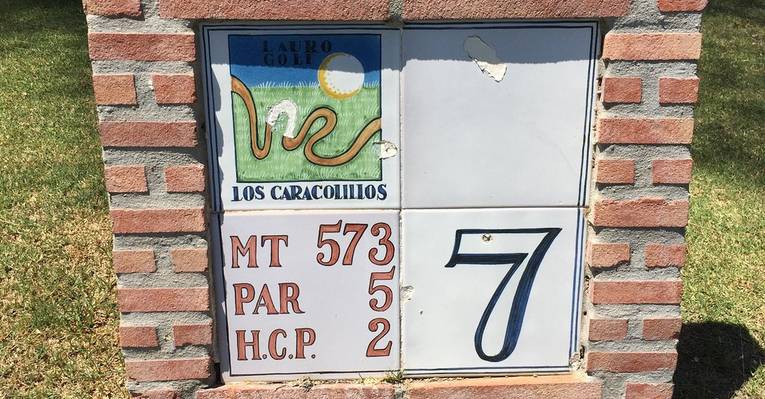 LAURO
GOLF
LOS CARACOLILLOS
MT 573
PAR 5
H.C.P. 2
7